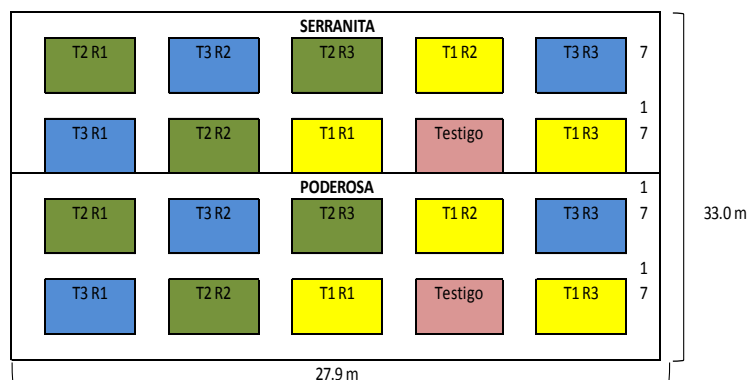 SERRANITA
T2 R1 T3 R2 T2 R3 T1 R2 T3 R3 7
1
T3 R1 T2 R2 T1 R1 Testigo T1 R3 7
PODEROSA 1
T2 R1 T3 R2 T2 R3 T1 R2 T3 R3 7
33.0 m
1
T3 R1 T2 R2 T1 R1 Testigo T1 R3 7
27.9 m